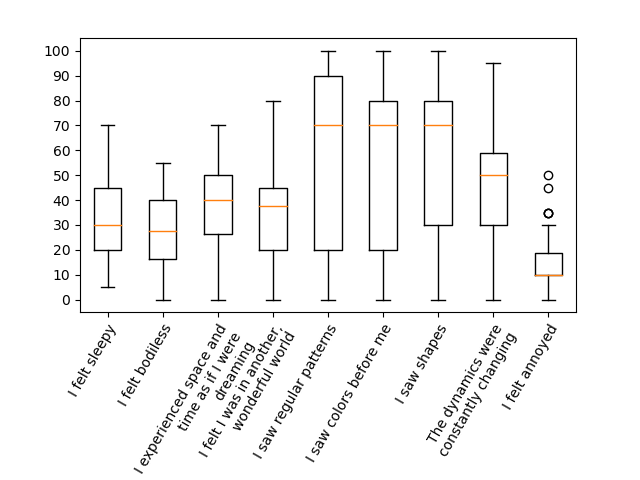 100
90
80
70
60
50
40
30
20
10
0
I felt sleepy
I felt bodiless
I experienced space and
time as if I were
dreaming
I felt I was in another,
wonderful world
I saw regular patterns
I saw colors before me
I saw shapes
The dynamics were
constantly changing
I felt annoyed